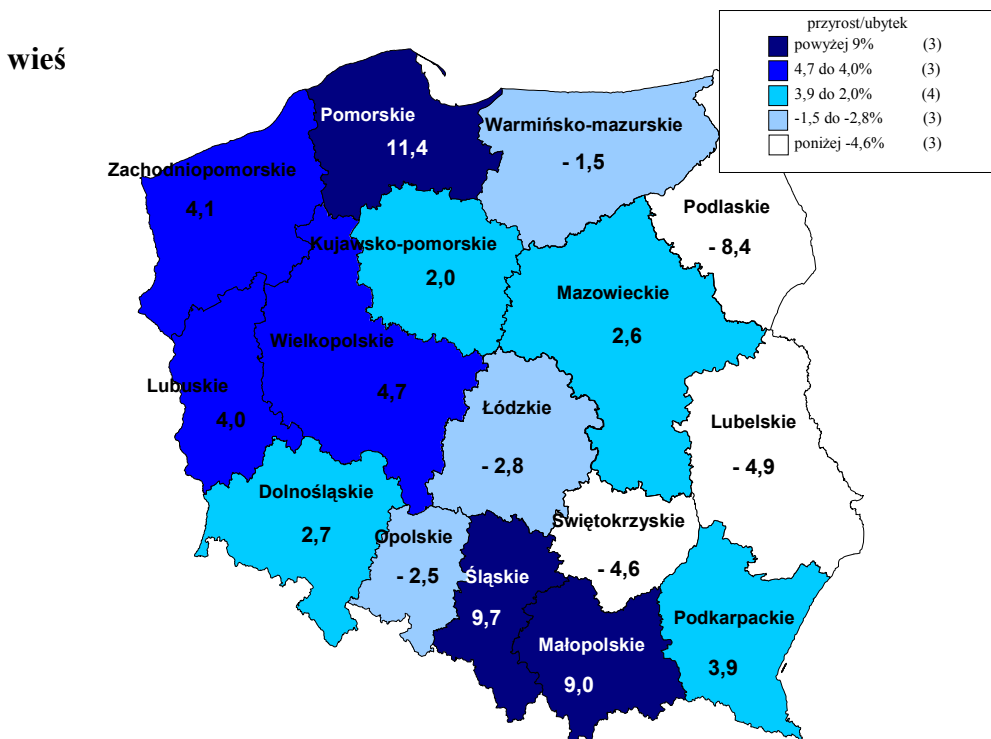 wieś
przyrost/ubytek
powyżej 9% (3)
4,7 do 4,0% (3)
3,9 do 2,0% (4)
-1,5 do -2,8% (3)
poniżej -4,6% (3)
Pomorskie
11,4
Warmińsko-mazurskie
- 1,5
Zachodniopomorskie
4,1
Podlaskie
- 8,4
Kujawsko-pomorskie
2,0
Mazowieckie
2,6
Wielkopolskie
4,7
Lubuskie
4,0
Łódzkie
- 2,8
Lubelskie
- 4,9
Dolnośląskie
2,7
Opolskie
- 2,5
Świętokrzyskie
- 4,6
Śląskie
9,7
Małopolskie
9,0
Podkarpackie
3,9